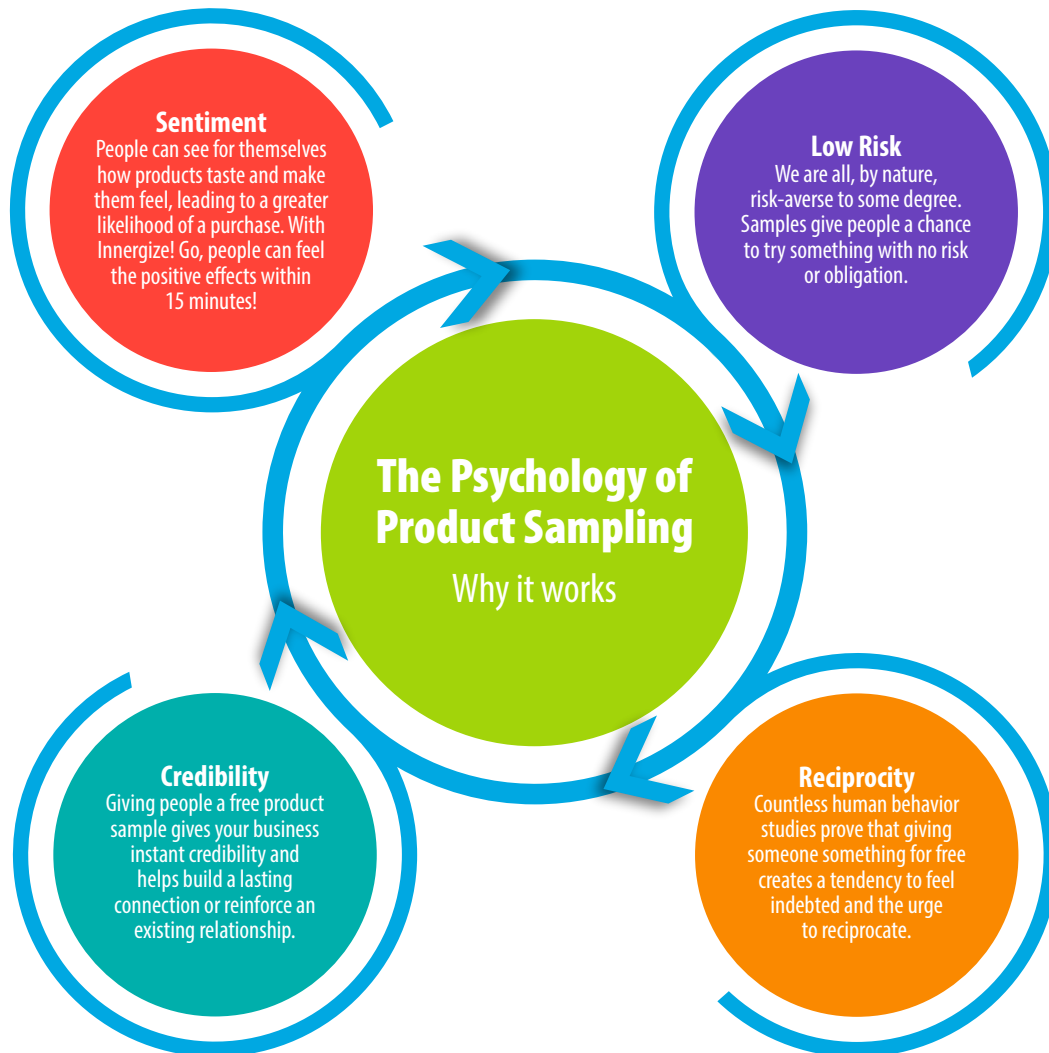 Sentiment
People can see for themselves
how products taste and make
them feel, leading to a greater
likelihood of a purchase. With
Innergize! Go, people can feel
the positive effects within
15 minutes!
Low Risk
We are all, by nature,
risk-averse to some degree.
Samples give people a chance
to try something with no risk
or obligation.
The Psychology of
Product Sampling
Why it works
Credibility
Giving people a free product
sample gives your business
instant credibility and
helps build a lasting
connection or reinforce an
existing relationship.
Reciprocity
Countless human behavior
studies prove that giving
someone something for free
creates a tendency to feel
indebted and the urge
to reciprocate.